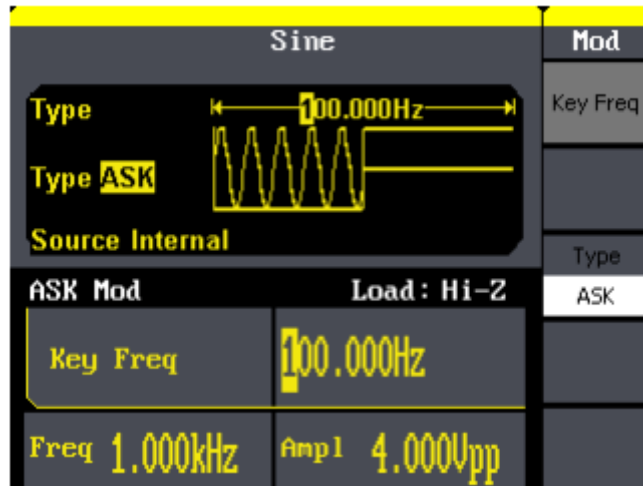 Sine
Mod
Type
100.000Hz
Key Freq
Type ASK
Source Internal
Type
ASK
ASK Mod
Load: Hi-Z
Key Freq
100.000Hz
Freq 1.000kHz
Ampl 4.000Vpp